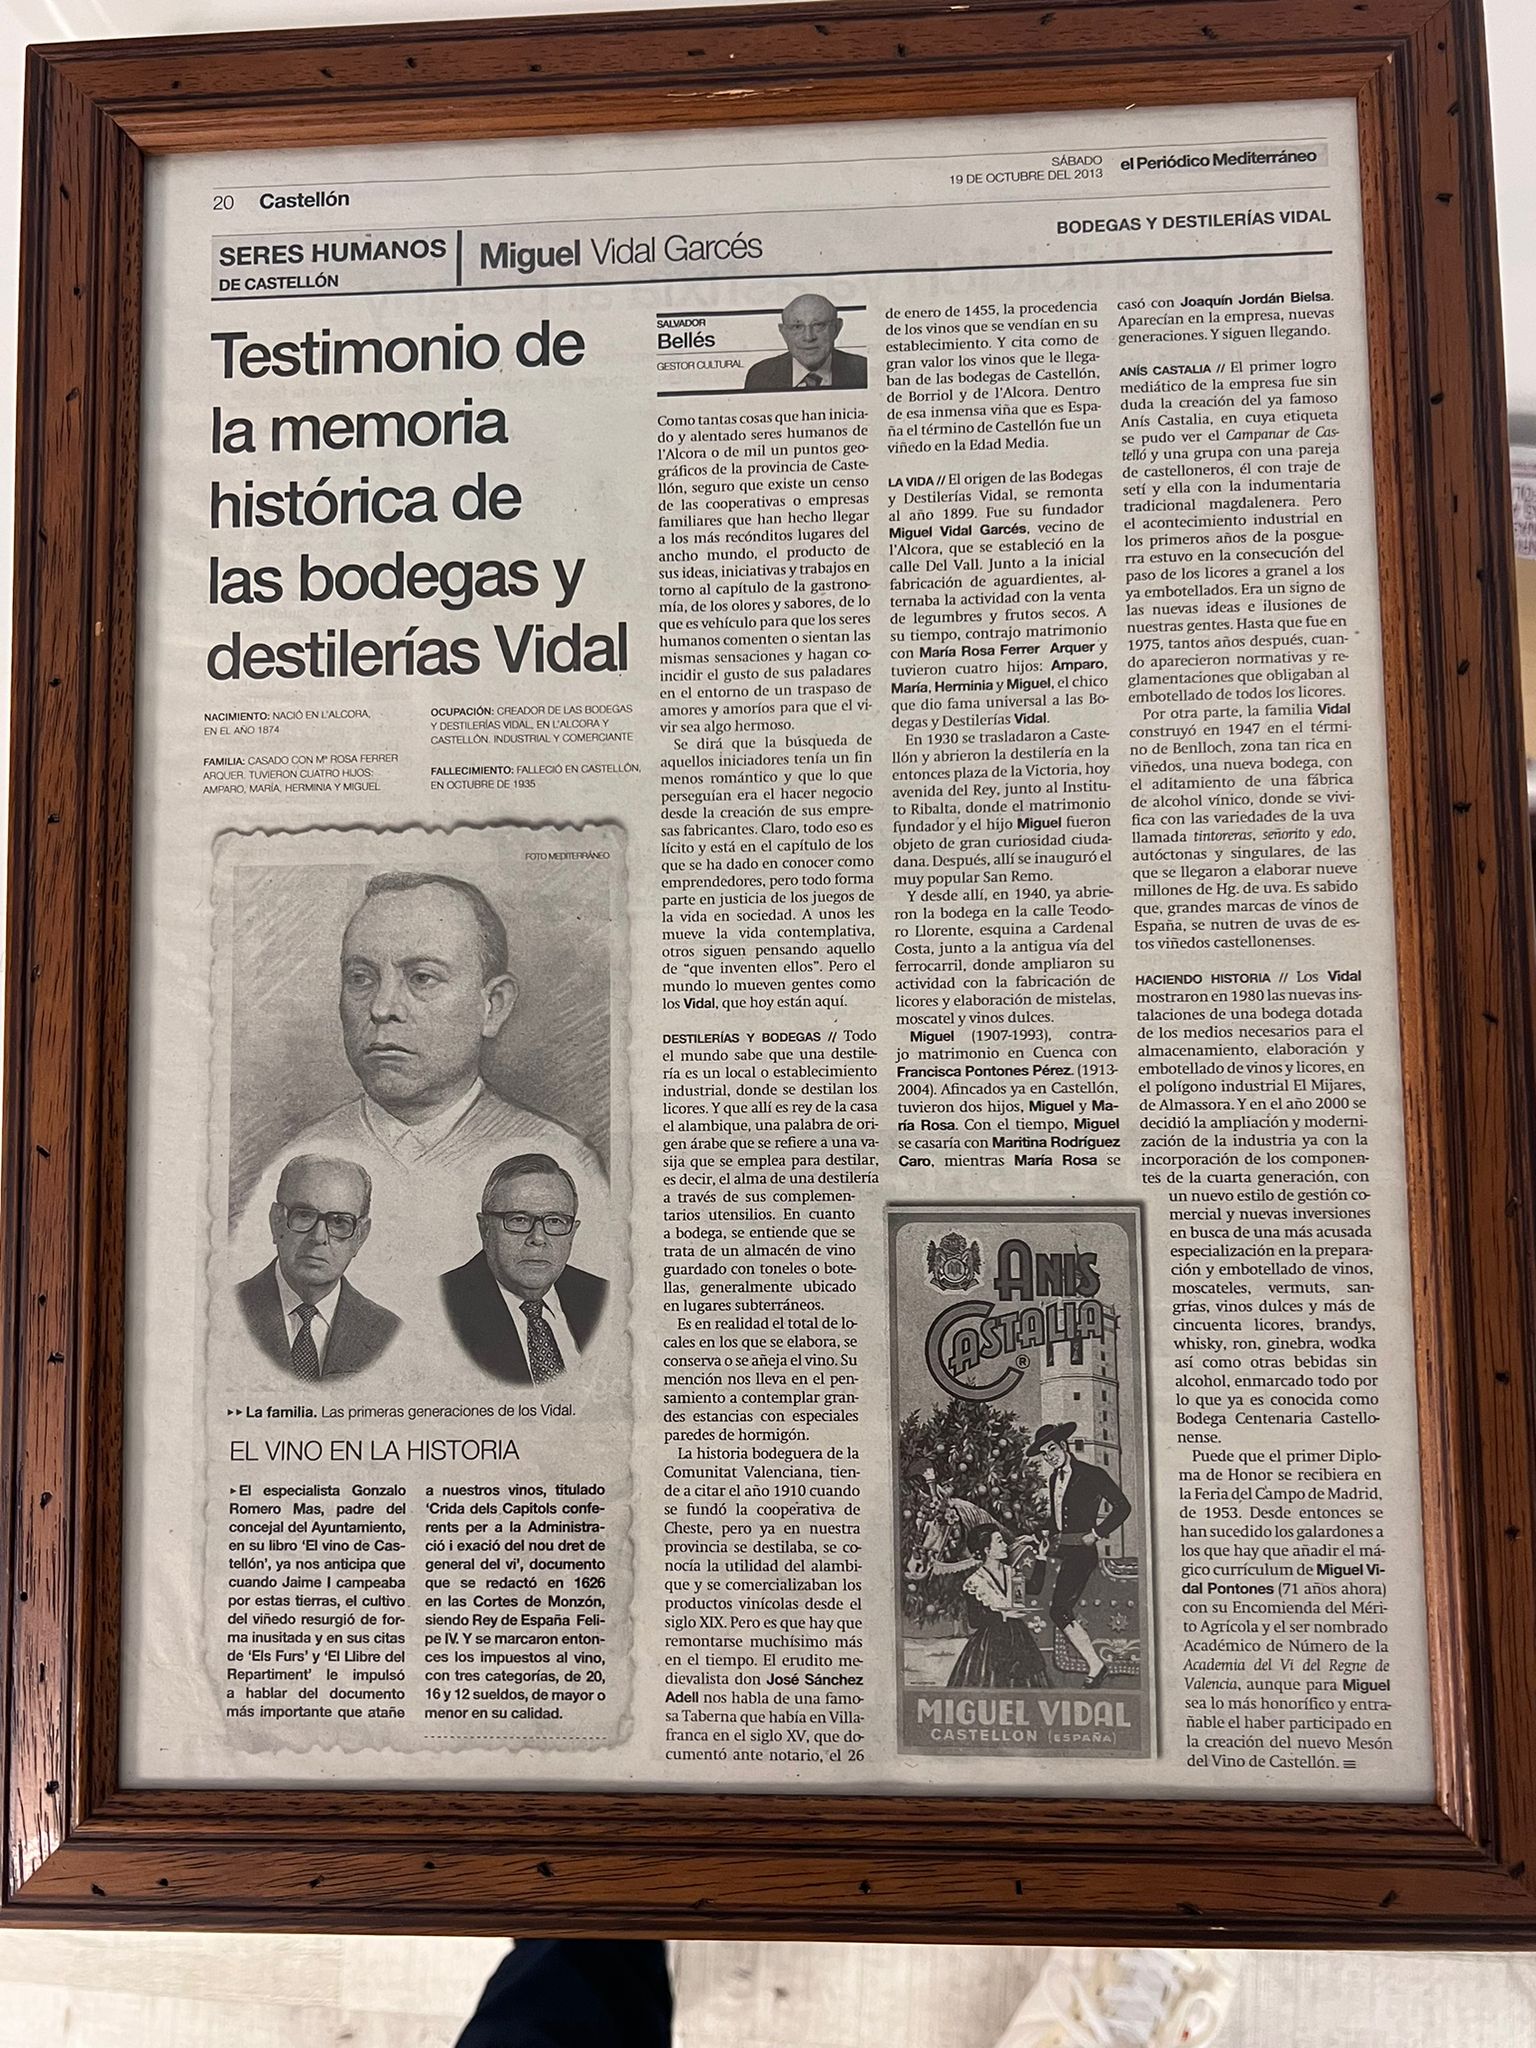 20 Castellón
SÁBADO
19 DE OCTUBRE DEL 2013
el Periódico Mediterráneo
SERES HUMANOS
DE CASTELLÓN
Miguel Vidal Garcés
BODEGAS Y DESTILERÍAS VIDAL
Testimonio de
la memoria
histórica de
las bodegas y
destilerías Vidal
NACIMIENTO: NACIÓ EN L'ALCORA,
EN EL AÑO 1874
FAMILIA: CASADO CON Mª ROSA FERRER
ARQUER. TUVIERON CUATRO HIJOS:
AMPARO, MARÍA, HERMINIA Y MIGUEL
OCUPACIÓN: CREADOR DE LAS BODEGAS
Y DESTILERÍAS VIDAL, EN L'ALCORA Y
CASTELLÓN. INDUSTRIAL Y COMERCIANTE
FALLECIMIENTO: FALLECIÓ EN CASTELLÓN,
EN OCTUBRE DE 1935
FOTO MEDITERRÁNEO
La familia. Las primeras generaciones de los Vidal.
EL VINO EN LA HISTORIA
El especialista Gonzalo
Romero Mas, padre del
concejal del Ayuntamiento,
en su libro ‘El vino de Cas-
tellón’, ya nos anticipa que
cuando Jaime I campeaba
por estas tierras, el cultivo
del viñedo resurgió de for-
ma inusitada y en sus citas
de ‘Els Furs’ y ‘El Llibre del
Repartiment’ le impulsó
a hablar del documento
más importante que atañe
a nuestros vinos, titulado
‘Crida dels Capitols confe-
rents per a la Administra-
ció i exació del nou dret de
general del vi’, documento
que se redactó en 1626
en las Cortes de Monzón,
siendo Rey de España Feli-
pe IV. Y se marcaron enton-
ces los impuestos al vino,
con tres categorías, de 20,
16 y 12 sueldos, de mayor o
menor en su calidad.
SALVADOR
Bellés
GESTOR CULTURAL
Como tantas cosas que han inicia-
do y alentado seres humanos de
l'Alcora o de mil un puntos geo-
gráficos de la provincia de Caste-
llón, seguro que existe un censo
de las cooperativas o empresas
familiares que han hecho llegar
a los más recónditos lugares del
ancho mundo, el producto de
sus ideas, iniciativas y trabajos en
torno al capítulo de la gastrono-
mía, de los olores y sabores, de lo
que es vehículo para que los seres
humanos comenten o sientan las
mismas sensaciones y hagan co-
incidir el gusto de sus paladares
en el entorno de un traspaso de
amores y amoríos para que el vi-
vir sea algo hermoso.
Se dirá que la búsqueda de
aquellos iniciadores tenía un fin
menos romántico y que lo que
perseguían era el hacer negocio
desde la creación de sus empre-
sas fabricantes. Claro, todo eso es
lícito y está en el capítulo de los
que se ha dado en conocer como
emprendedores, pero todo forma
parte en justicia de los juegos de
la vida en sociedad. A unos les
mueve la vida contemplativa,
otros siguen pensando aquello
de “que inventen ellos”. Pero el
mundo lo mueven gentes como
los Vidal, que hoy están aquí.
DESTILERÍAS Y BODEGAS // Todo
el mundo sabe que una destile-
ría es un local o establecimiento
industrial, donde se destilan los
licores. Y que allí es rey de la casa
el alambique, una palabra de ori-
gen árabe que se refiere a una va-
sija que se emplea para destilar,
es decir, el alma de una destilería
a través de sus complemen-
tarios utensilios. En cuanto
a bodega, se entiende que se
trata de un almacén de vino
guardado con toneles o bote-
llas, generalmente ubicado
en lugares subterráneos.
Es en realidad el total de lo-
cales en los que se elabora, se
conserva o se añeja el vino. Su
mención nos lleva en el pen-
samiento a contemplar gran-
des estancias con especiales
paredes de hormigón.
La historia bodeguera de la
Comunitat Valenciana, tien-
de a citar el año 1910 cuando
se fundó la cooperativa de
Cheste, pero ya en nuestra
provincia se destilaba, se co-
nocía la utilidad del alambi-
que y se comercializaban los
productos vinícolas desde el
siglo XIX. Pero es que hay que
remontarse muchísimo más
en el tiempo. El erudito me-
dievalista don José Sánchez
Adell nos habla de una famo-
sa Taberna que había en Villa-
franca en el siglo XV, que do-
cumentó ante notario, el 26
de enero de 1455, la procedencia
de los vinos que se vendían en su
establecimiento. Y cita como de
gran valor los vinos que le llega-
ban de las bodegas de Castellón,
de Borriol y de l'Alcora. Dentro
de esa inmensa viña que es Espa-
ña el término de Castellón fue un
viñedo en la Edad Media.
LA VIDA // El origen de las Bodegas
y Destilerías Vidal, se remonta
al año 1899. Fue su fundador
Miguel Vidal Garcés, vecino de
l'Alcora, que se estableció en la
calle Del Vall. Junto a la inicial
fabricación de aguardientes, al-
ternaba la actividad con la venta
de legumbres y frutos secos. A
su tiempo, contrajo matrimonio
con María Rosa Ferrer Arquer y
tuvieron cuatro hijos: Amparo,
María, Herminia y Miguel, el chico
que dio fama universal a las Bo-
degas y Destilerías Vidal.
En 1930 se trasladaron a Caste-
llón y abrieron la destilería en la
entonces plaza de la Victoria, hoy
avenida del Rey, junto al Institu-
to Ribalta, donde el matrimonio
fundador y el hijo Miguel fueron
objeto de gran curiosidad ciuda-
dana. Después, allí se inauguró el
muy popular San Remo.
Y desde allí, en 1940, ya abrie-
ron la bodega en la calle Teodo-
ro Llorente, esquina a Cardenal
Costa, junto a la antigua vía del
ferrocarril, donde ampliaron su
actividad con la fabricación de
licores y elaboración de mistelas,
moscatel y vinos dulces.
Miguel (1907-1993), contra-
jo matrimonio en Cuenca con
Francisca Pontones Pérez. (1913-
2004). Afincados ya en Castellón,
tuvieron dos hijos, Miguel y Ma-
ría Rosa. Con el tiempo, Miguel
se casaría con Maritina Rodríguez
Caro, mientras María Rosa se
ANIS
CASTALIA
®
MIGUEL VIDAL
CASTELLON (ESPAÑA)
casó con Joaquín Jordán Bielsa.
Aparecían en la empresa, nuevas
generaciones. Y siguen llegando.
ANÍS CASTALIA // El primer logro
mediático de la empresa fue sin
duda la creación del ya famoso
Anís Castalia, en cuya etiqueta
se pudo ver el Campanar de Cas-
telló y una grupa con una pareja
de castelloneros, él con traje de
setí y ella con la indumentaria
tradicional magdalenera. Pero
el acontecimiento industrial en
los primeros años de la posgue-
rra estuvo en la consecución del
paso de los licores a granel a los
ya embotellados. Era un signo de
las nuevas ideas e ilusiones de
nuestras gentes. Hasta que fue en
1975, tantos años después, cuan-
do aparecieron normativas y re-
glamentaciones que obligaban al
embotellado de todos los licores.
Por otra parte, la familia Vidal
construyó en 1947 en el térmi-
no de Benlloch, zona tan rica en
viñedos, una nueva bodega, con
el aditamiento de una fábrica
de alcohol vínico, donde se vivi-
fica con las variedades de la uva
llamada tintoreras, señorito y edo,
autóctonas y singulares, de las
que se llegaron a elaborar nueve
millones de Hg. de uva. Es sabido
que, grandes marcas de vinos de
España, se nutren de uvas de es-
tos viñedos castellonenses.
HACIENDO HISTORIA // Los Vidal
mostraron en 1980 las nuevas ins-
talaciones de una bodega dotada
de los medios necesarios para el
almacenamiento, elaboración y
embotellado de vinos y licores, en
el polígono industrial El Mijares,
de Almassora. Y en el año 2000 se
decidió la ampliación y moderni-
zación de la industria ya con la
incorporación de los componen-
tes de la cuarta generación, con
un nuevo estilo de gestión co-
mercial y nuevas inversiones
en busca de una más acusada
especialización en la prepara-
ción y embotellado de vinos,
moscateles, vermuts, san-
grías, vinos dulces y más de
cincuenta licores, brandys,
whisky, ron, ginebra, wodka
así como otras bebidas sin
alcohol, enmarcado todo por
lo que ya es conocida como
Bodega Centenaria Castello-
nense.
Puede que el primer Diplo-
ma de Honor se recibiera en
la Feria del Campo de Madrid,
de 1953. Desde entonces se
han sucedido los galardones a
los que hay que añadir el má-
gico currículum de Miguel Vi-
dal Pontones (71 años ahora)
con su Encomienda del Méri-
to Agrícola y el ser nombrado
Académico de Número de la
Academia del Vi del Regne de
Valencia, aunque para Miguel
sea lo más honorífico y entra-
ñable el haber participado en
la creación del nuevo Mesón
del Vino de Castellón.